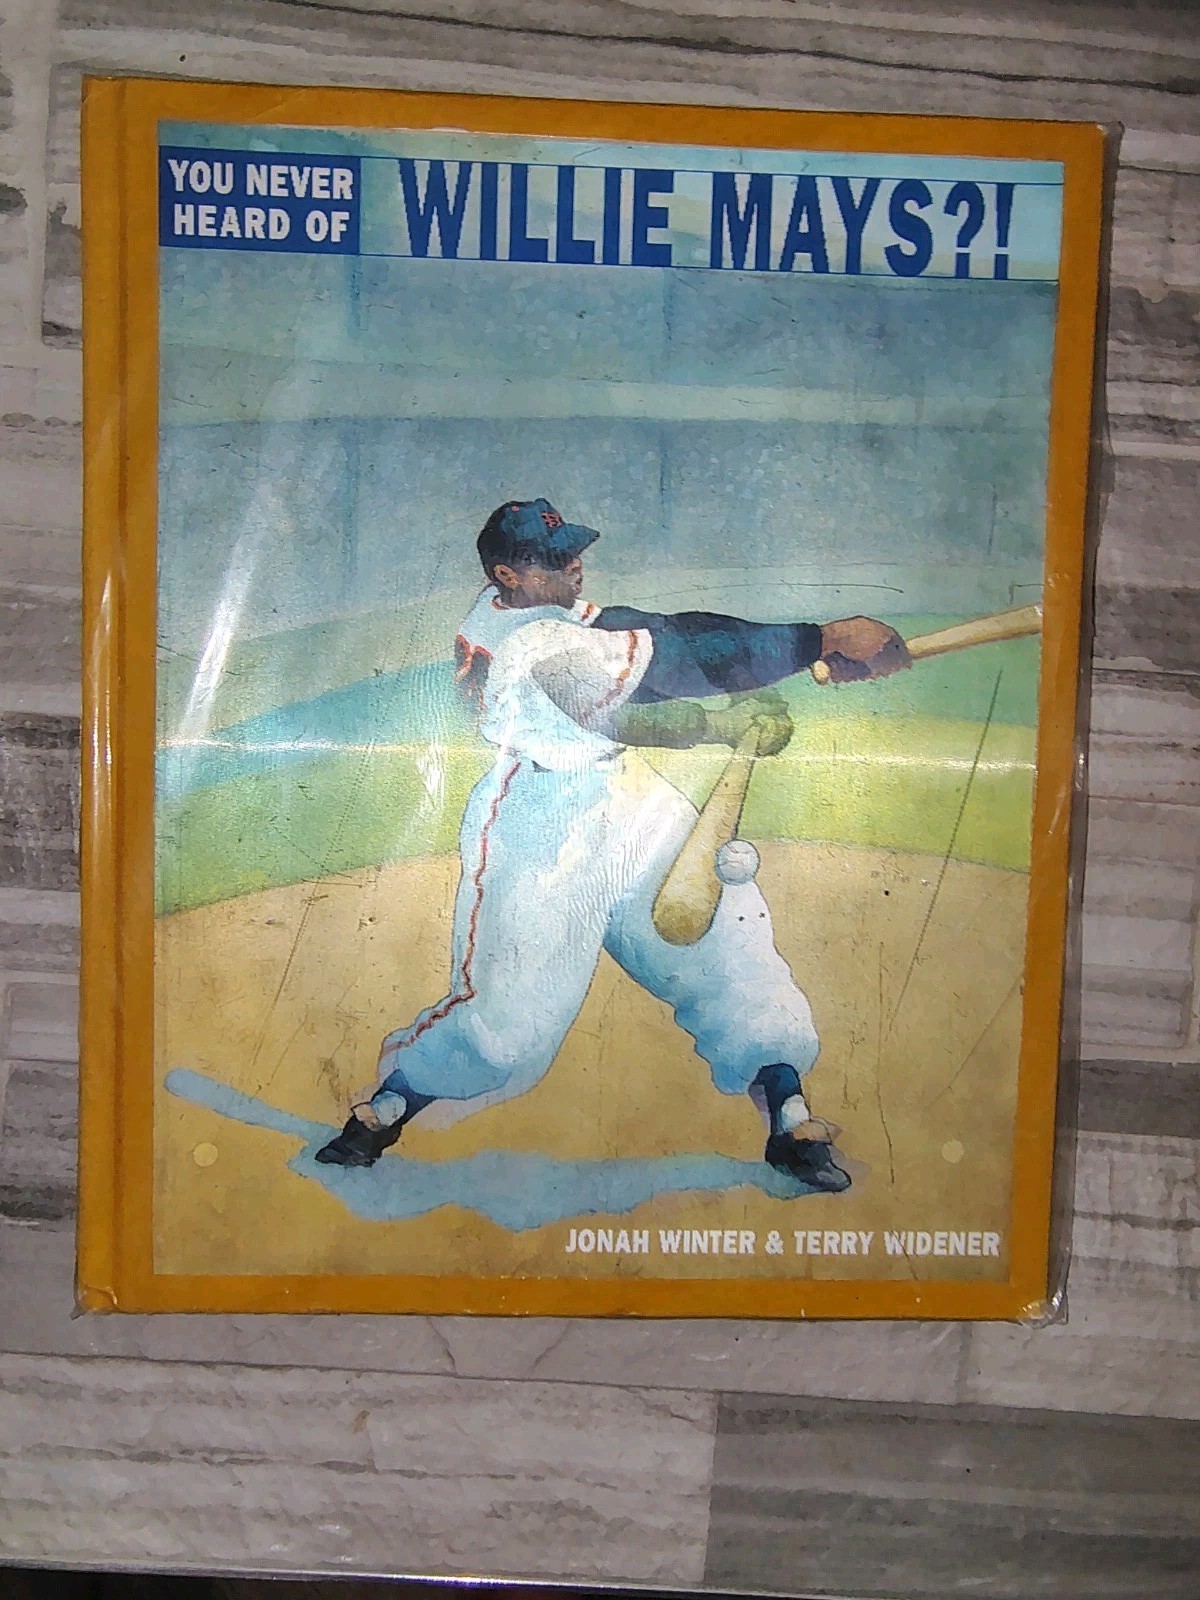 YOU NEVER
HEARD OF
WILLIE MAYS?!
JONAH WINTER & TERRY WIDENER